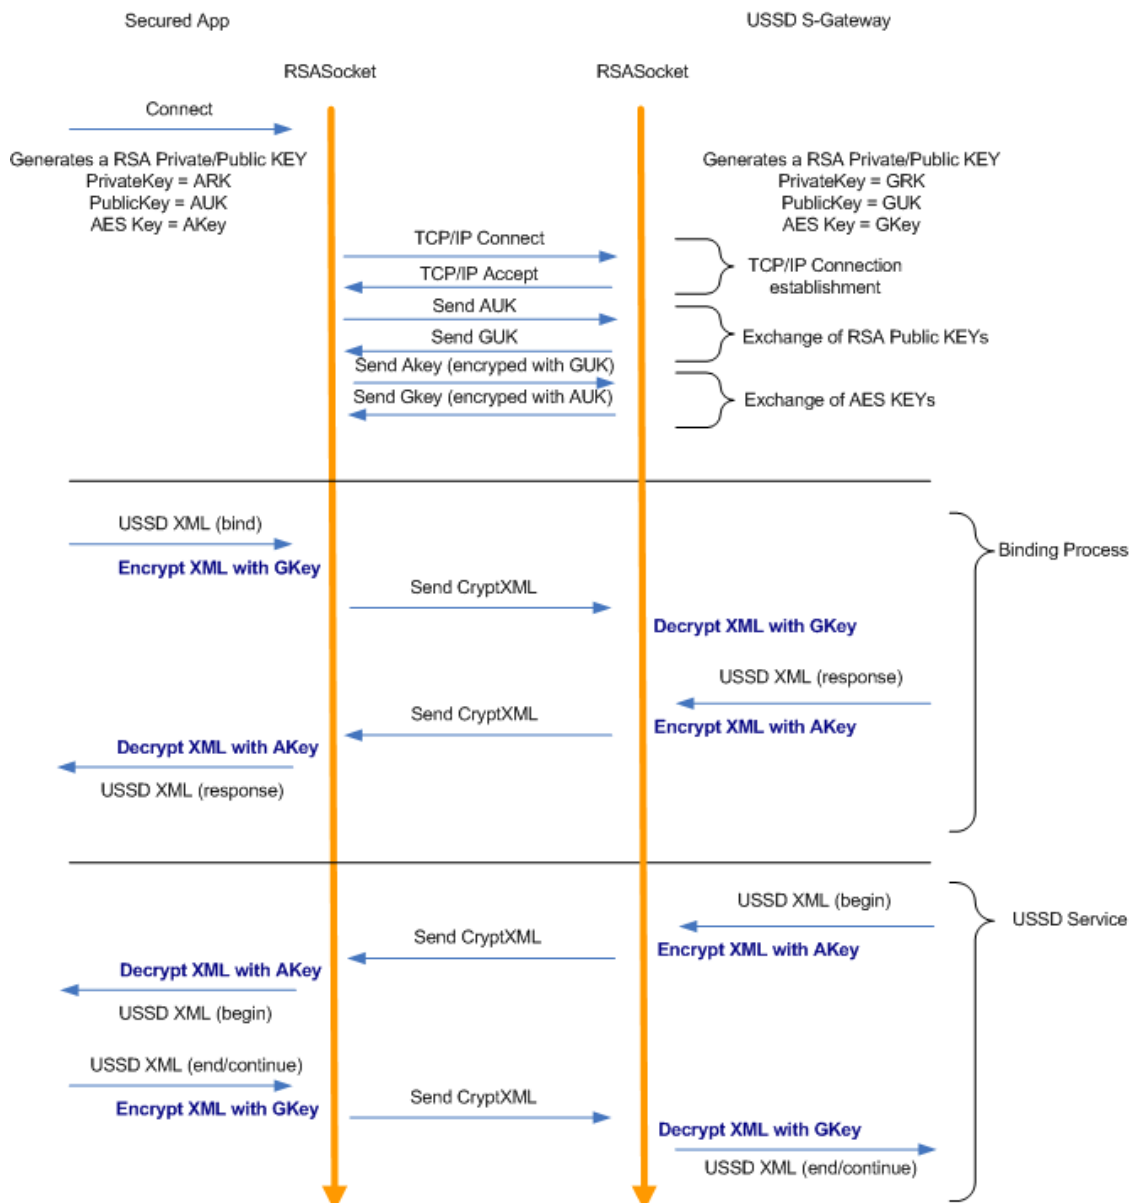 Secured App
USSD S-Gateway
RSASocket
RSASocket
Connect
Generates a RSA Private/Public KEY
PrivateKey = ARK
PublicKey = AUK
AES Key = AKey
Generates a RSA Private/Public KEY
PrivateKey = GRK
PublicKey = GUK
AES Key = GKey
TCP/IP Connect
TCP/IP Accept
TCP/IP Connection
establishment
Send AUK
Send GUK
Exchange of RSA Public KEYs
Send Akey (encryped with GUK)
Send Gkey (encryped with AUK)
Exchange of AES KEYs
USSD XML (bind)
Encrypt XML with GKey
Binding Process
Send CryptXML
Decrypt XML with GKey
USSD XML (response)
Send CryptXML
Encrypt XML with AKey
Decrypt XML with AKey
USSD XML (response)
USSD XML (begin)
USSD Service
Send CryptXML
Encrypt XML with AKey
Decrypt XML with AKey
USSD XML (begin)
USSD XML (end/continue)
Send CryptXML
Encrypt XML with GKey
Decrypt XML with GKey
USSD XML (end/continue)